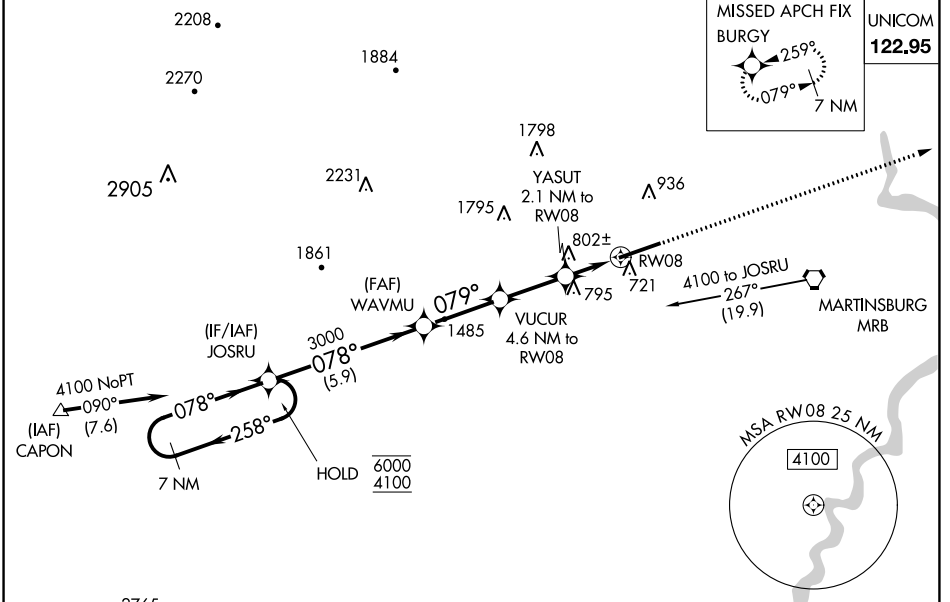 MISSED APCH FIX
BURGY
259°
079°
7 NM
UNICOM
122.95
2208
2270
1884
2905
2231
1798
1795
YASUT
2.1 NM to
RW08
936
802±
RW08
795
721
1861
(FAF)
WAVMU
079°
1485
VUCUR
4.6 NM to
RW08
4100 to JOSRU
267°
(19.9)
MARTINSBURG
MRB
(IF/IAF)
JOSRU
3000
078°
(5.9)
4100 NoPT
090°
(7.6)
(IAF)
CAPON
078°
258°
7 NM
HOLD
6000
4100
MSA RW08 25 NM
4100